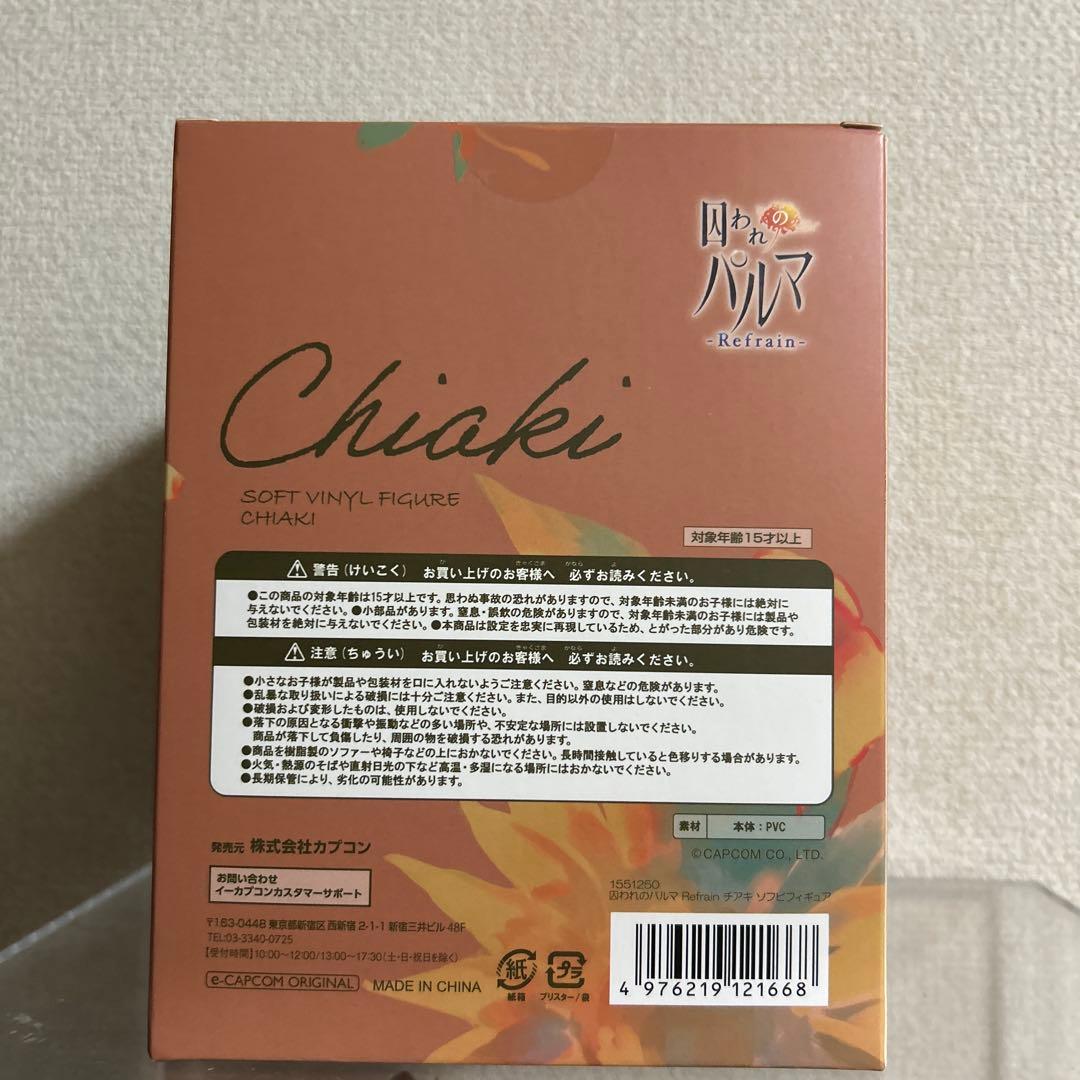 囚われの
パルマ
-Refrain-
Chiaki
SOFT VINYL FIGURE
CHIAKI
対象年齢15才以上
警告(けいこく) お買い上げのお客様へ 必ずお読みください。
●この商品の対象年齢は15才以上です。思わぬ事故の恐れがありますので、対象年齢未満のお子様には絶対に
与えないでください。●小部品があります。窒息・誤飲の危険がありますので、対象年齢未満のお子様には製品や
包装材を絶対に与えないでください。●本商品は設定を忠実に再現しているため、とがった部分があり危険です。
注意(ちゅうい) お買い上げのお客様へ 必ずお読みください。
●小さなお子様が製品や包装材を口に入れないようご注意ください。窒息などの危険があります。
●乱暴な取り扱いによる破損には十分ご注意ください。また、目的以外の使用はしないでください。
●破損および変形したものは、使用しないでください。
●落下の原因となる衝撃や振動などの多い場所や、不安定な場所には設置しないでください。
商品が落下して負傷したり、周囲の物を破損する恐れがあります。
●商品を樹脂製のソファーや椅子などの上におかないでください。長時間接触していると色移りする場合があります。
●火気・熱源のそばや直射日光の下など高温・多湿になる場所にはおかないでください。
●長期保管により、劣化の可能性があります。
素材 本体:PVC
©CAPCOM CO., LTD.
発売元 株式会社カプコン
お問い合わせ
イーカプコンカスタマーサポート
〒163-0448 東京都新宿区 西新宿 2-1-1 新宿三井ビル 48F
TEL:03-3340-0725
【受付時間】10:00～12:00/13:00～17:30(土・日・祝日を除く)
e-CAPCOM ORIGINAL MADE IN CHINA
紙
紙箱
プラ
ブリスター/袋
1551250
囚われのパルマ Refrain チアキ ソフビフィギュア
4 976219 121668